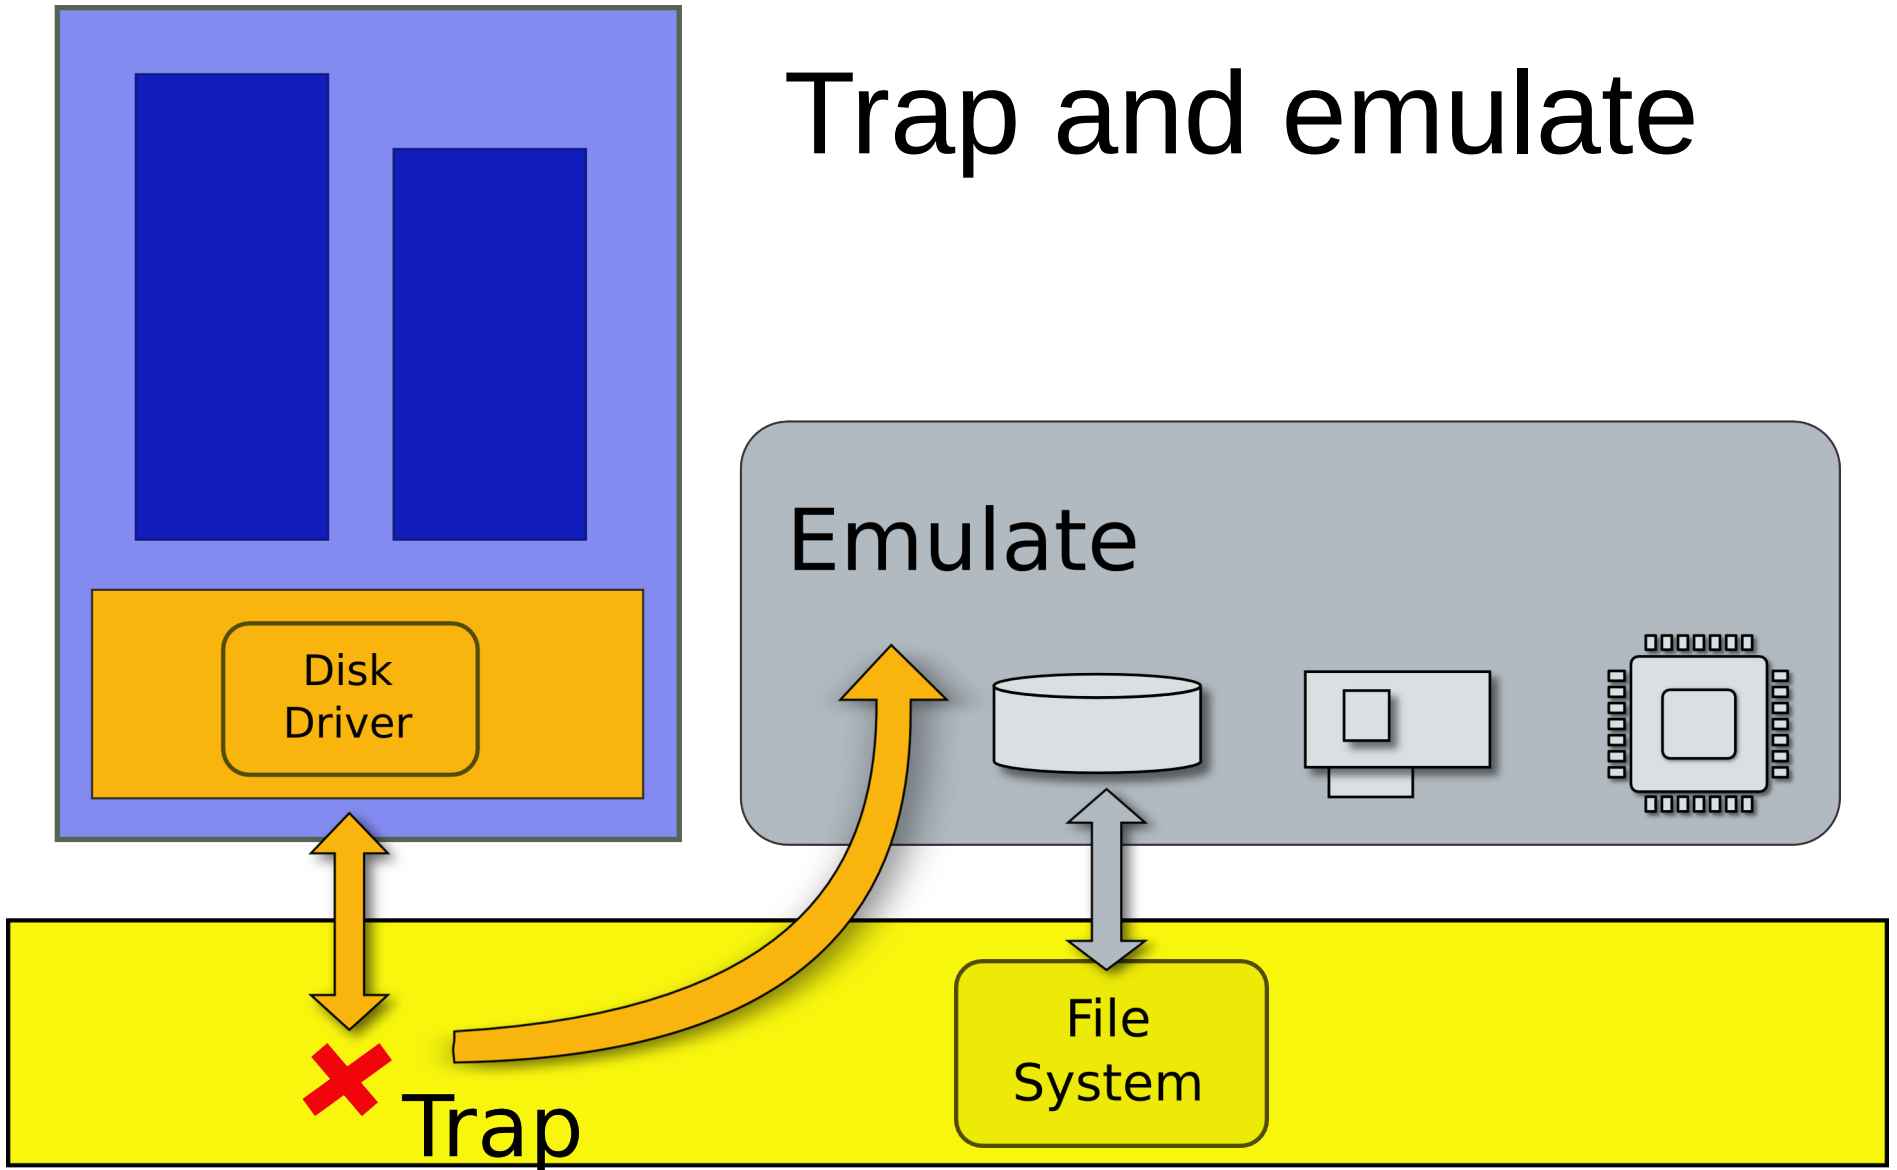 Trap and emulate
Emulate
Disk
Driver
File
System
Trap